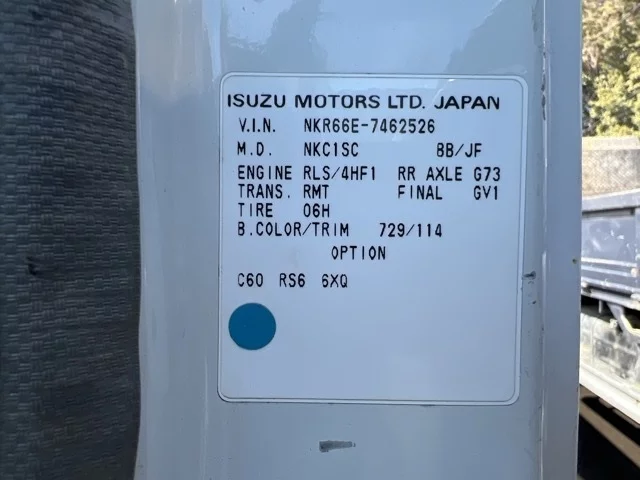 ISUZU MOTORS LTD. JAPAN
V.I.N. NKR66E-7462526
M.D. NKC1SC BB/JF
ENGINE RLS/4HF1 RR AXLE G73
TRANS. RMT FINAL GV1
TIRE 06H
B.COLOR/TRIM 729/114
OPTION
C60 RS6 6XQ